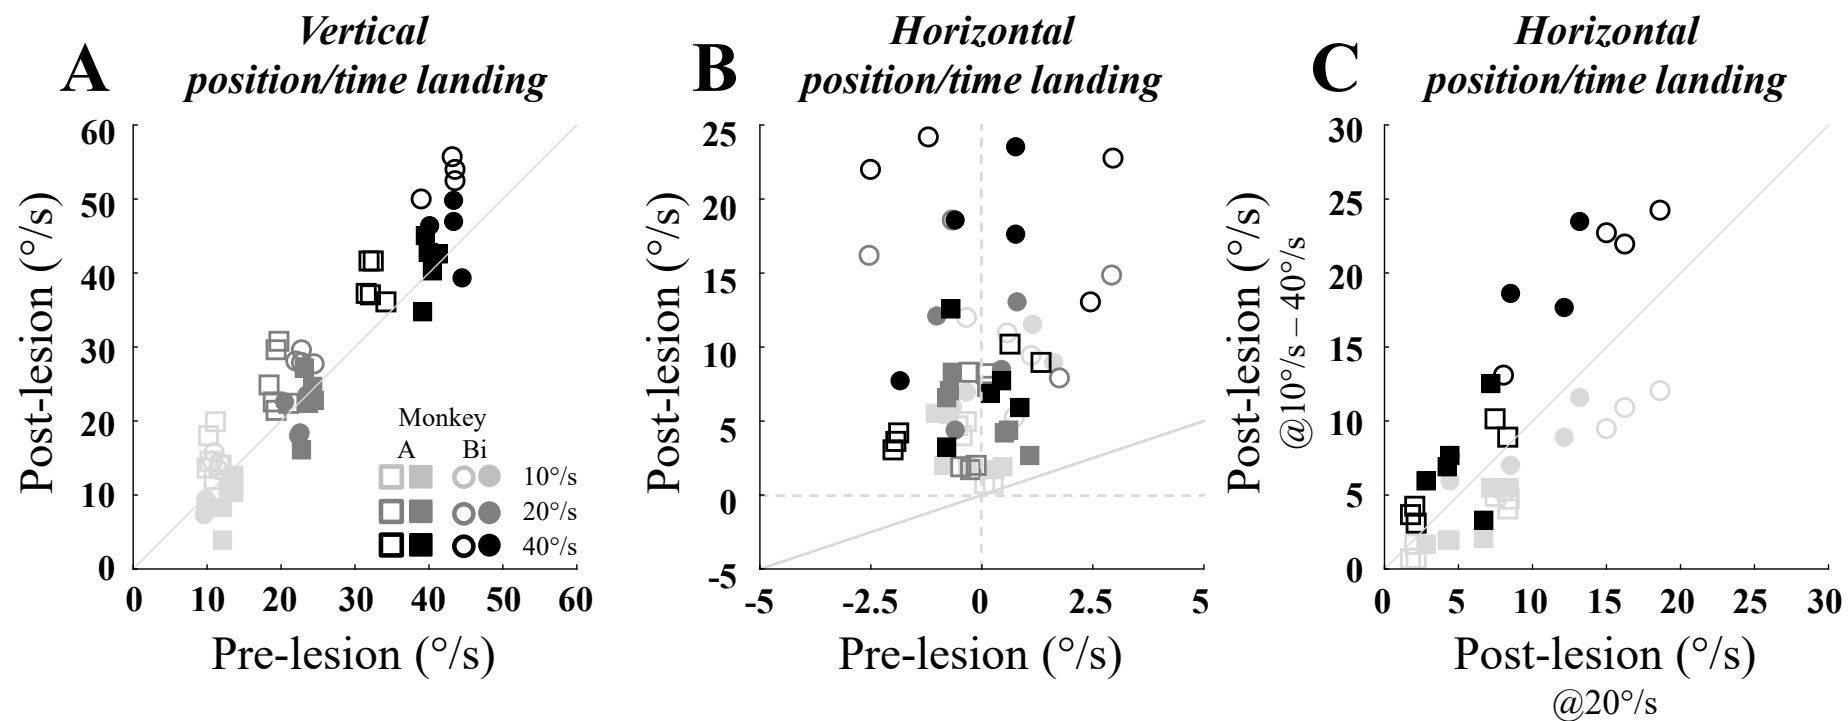 A
Vertical
position/time landing
Post-lesion (°/s)
60
50
40
30
20
10
0
0 10 20 30 40 50 60
Pre-lesion (°/s)
Monkey
A Bi
10°/s
20°/s
40°/s
B
Horizontal
position/time landing
Post-lesion (°/s)
25
20
15
10
5
0
-5
-5 -2.5 0 2.5 5
Pre-lesion (°/s)
C
Horizontal
position/time landing
Post-lesion (°/s)
@10°/s – 40°/s
30
25
20
15
10
5
0
0 5 10 15 20 25 30
Post-lesion (°/s)
@20°/s